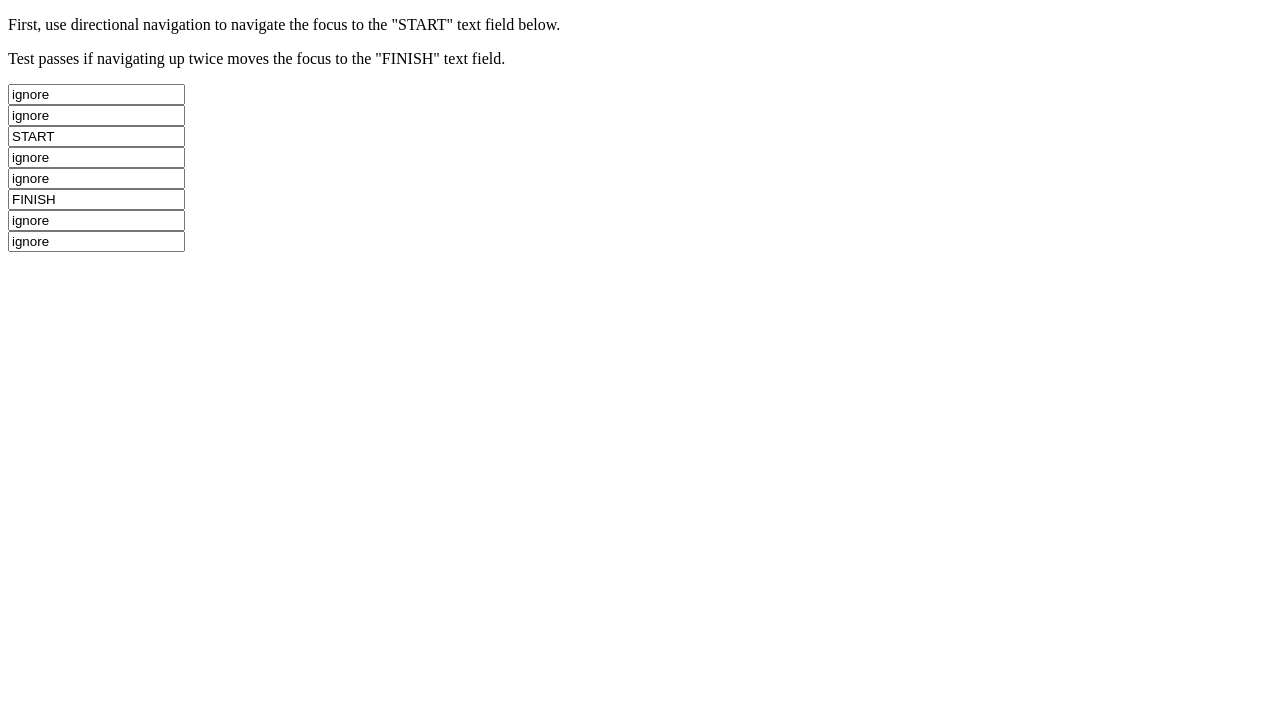 First, use directional navigation to navigate the focus to the "START" text field below.
Test passes if navigating up twice moves the focus to the "FINISH" text field.
ignore
ignore
START
ignore
ignore
FINISH
ignore
ignore